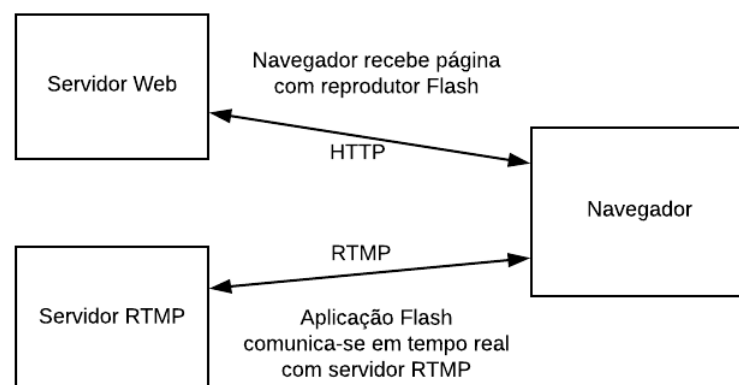 Servidor Web
Navegador recebe página
com reprodutor Flash
HTTP
Navegador
RTMP
Servidor RTMP
Aplicação Flash
comunica-se em tempo real
com servidor RTMP